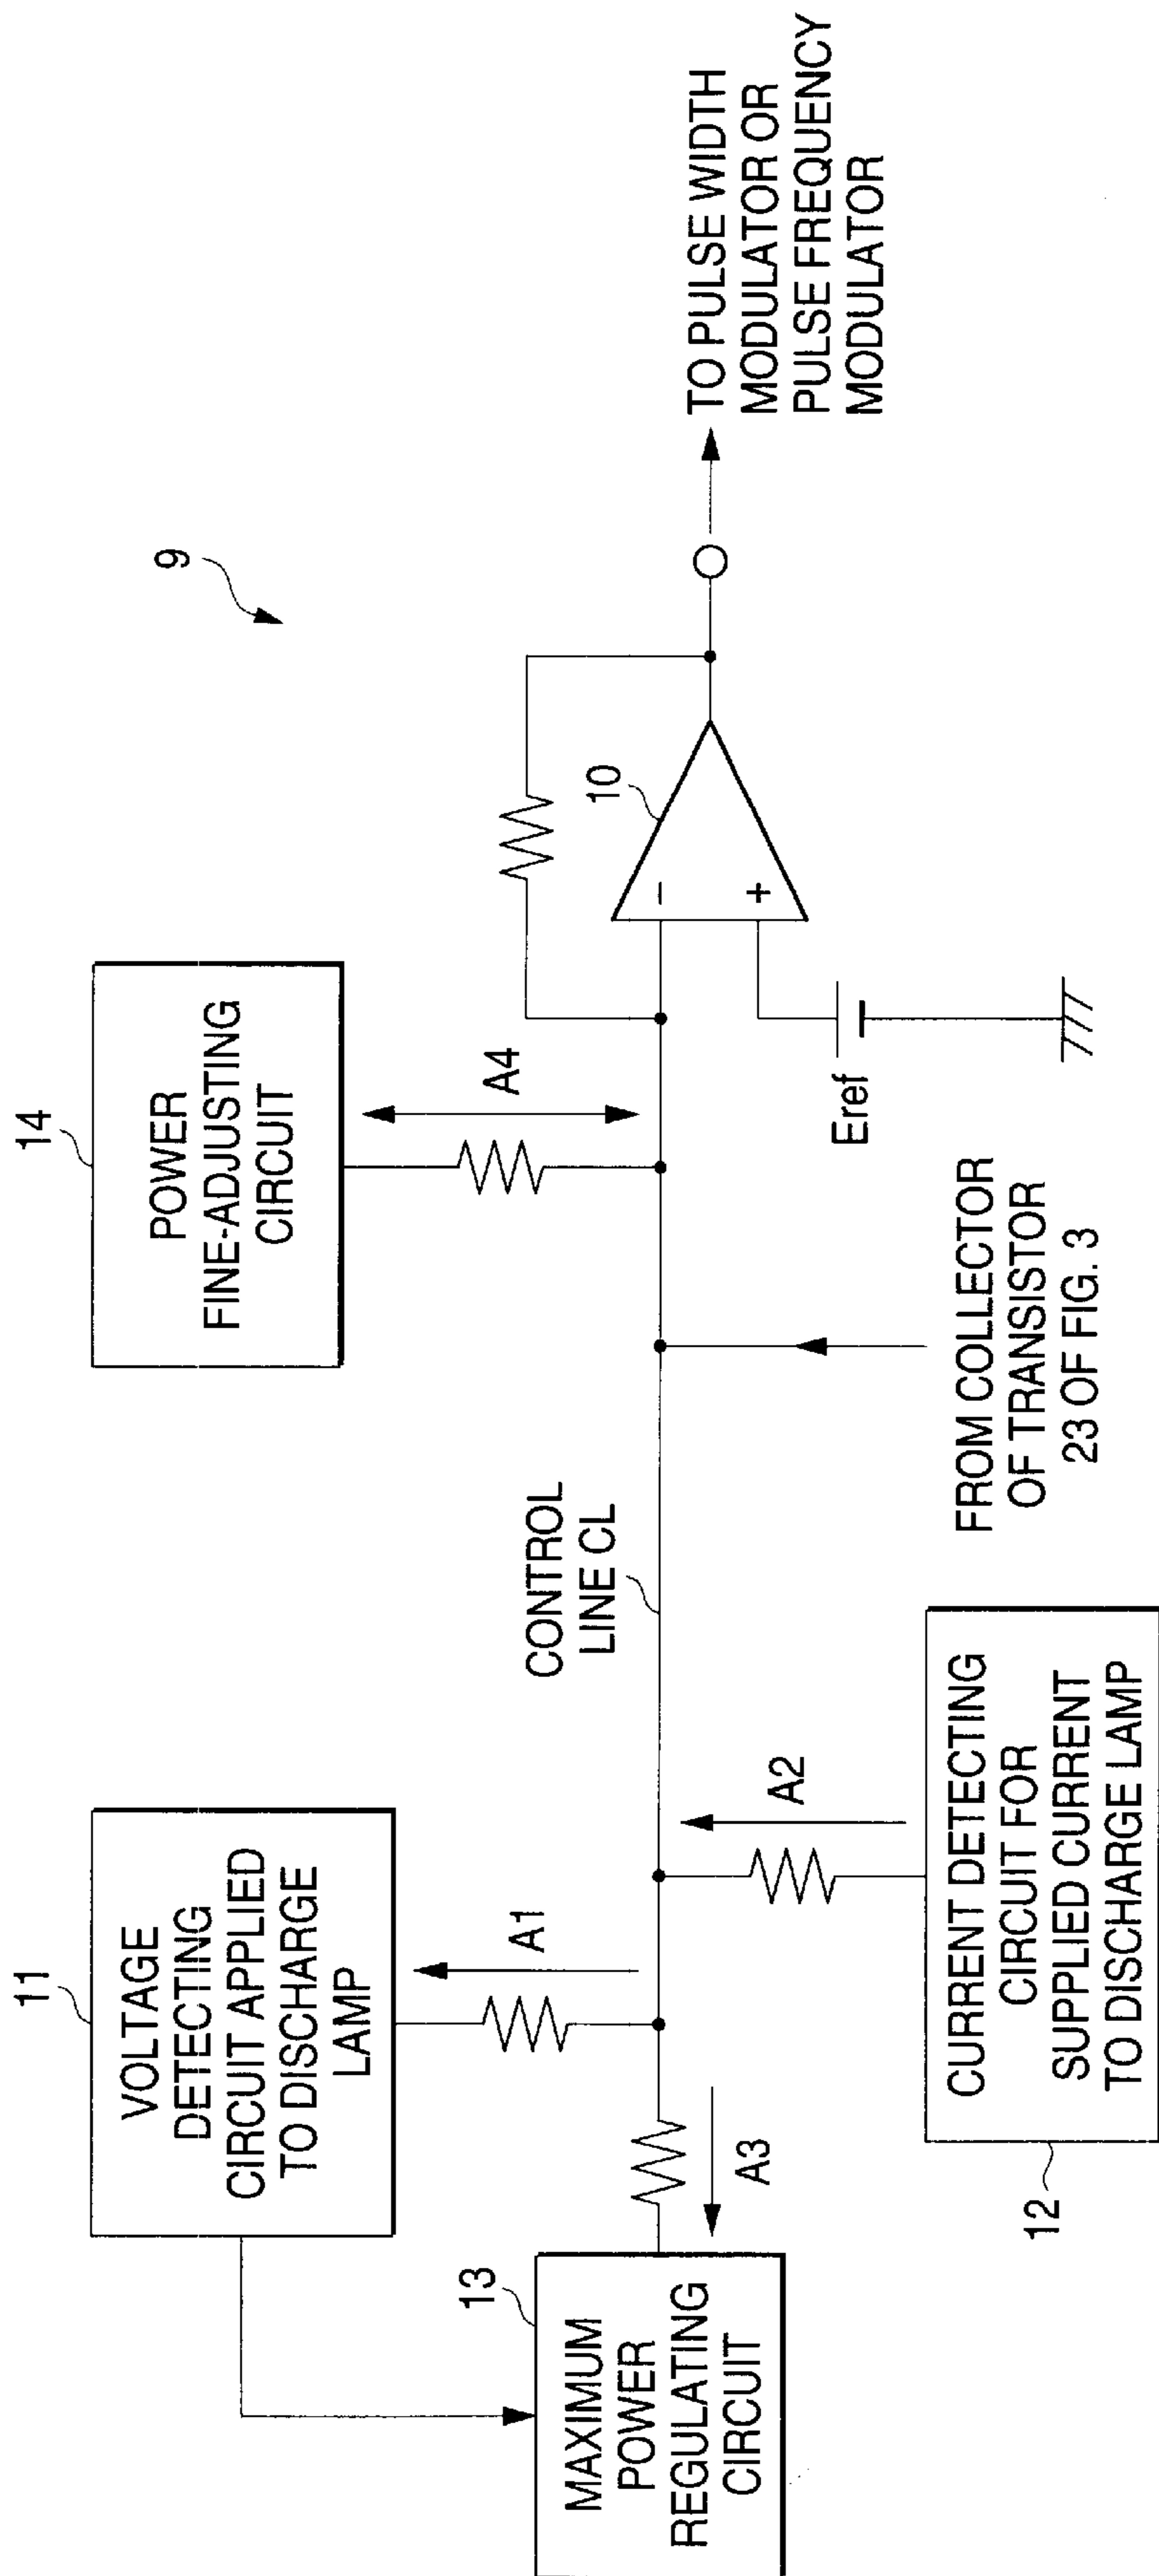 9
14
POWER
FINE-ADJUSTING
CIRCUIT
A4
10
-
+
Eref
TO PULSE WIDTH
MODULATOR OR
PULSE FREQUENCY
MODULATOR
11
VOLTAGE
DETECTING
CIRCUIT APPLIED
TO DISCHARGE
LAMP
A1
CONTROL
LINE CL
FROM COLLECTOR
OF TRANSISTOR
23 OF FIG. 3
13
MAXIMUM
POWER
REGULATING
CIRCUIT
A3
A2
12
CURRENT DETECTING
CIRCUIT FOR
SUPPLIED CURRENT
TO DISCHARGE LAMP